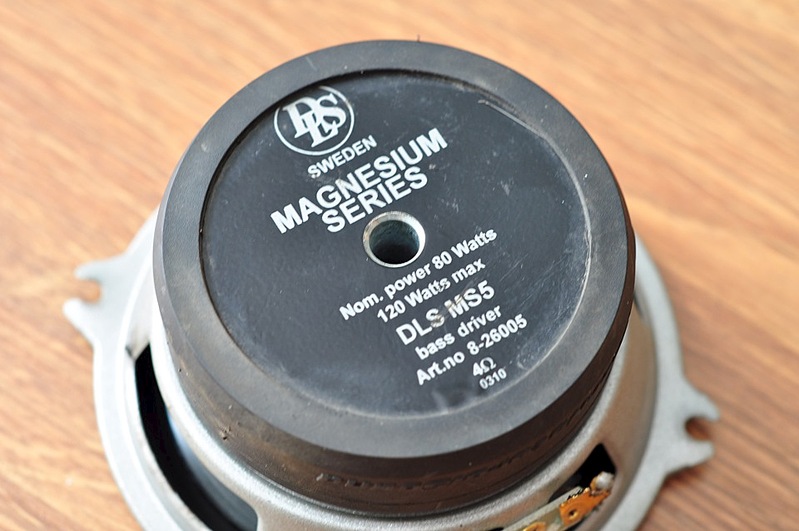 DLS
SWEDEN
MAGNESIUM
SERIES
Nom. power 80 Watts
120 Watts max
DLS MS5
bass driver
Art.no 8-26005
4Ω
0310